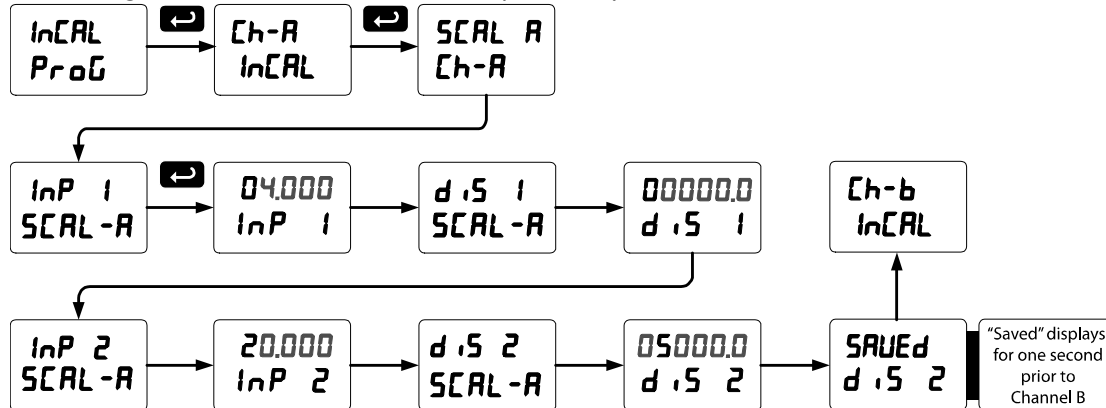 InCAL
ProG
Ch-A
InCAL
SCAL A
Ch-A
InP 1
SCAL-A
04.000
InP 1
diS 1
SCAL-A
00000.0
diS 1
Ch-b
InCAL
InP 2
SCAL-A
20.000
InP 2
diS 2
SCAL-A
05000.0
diS 2
SAVEd
diS 2
"Saved" displays
for one second
prior to
Channel B